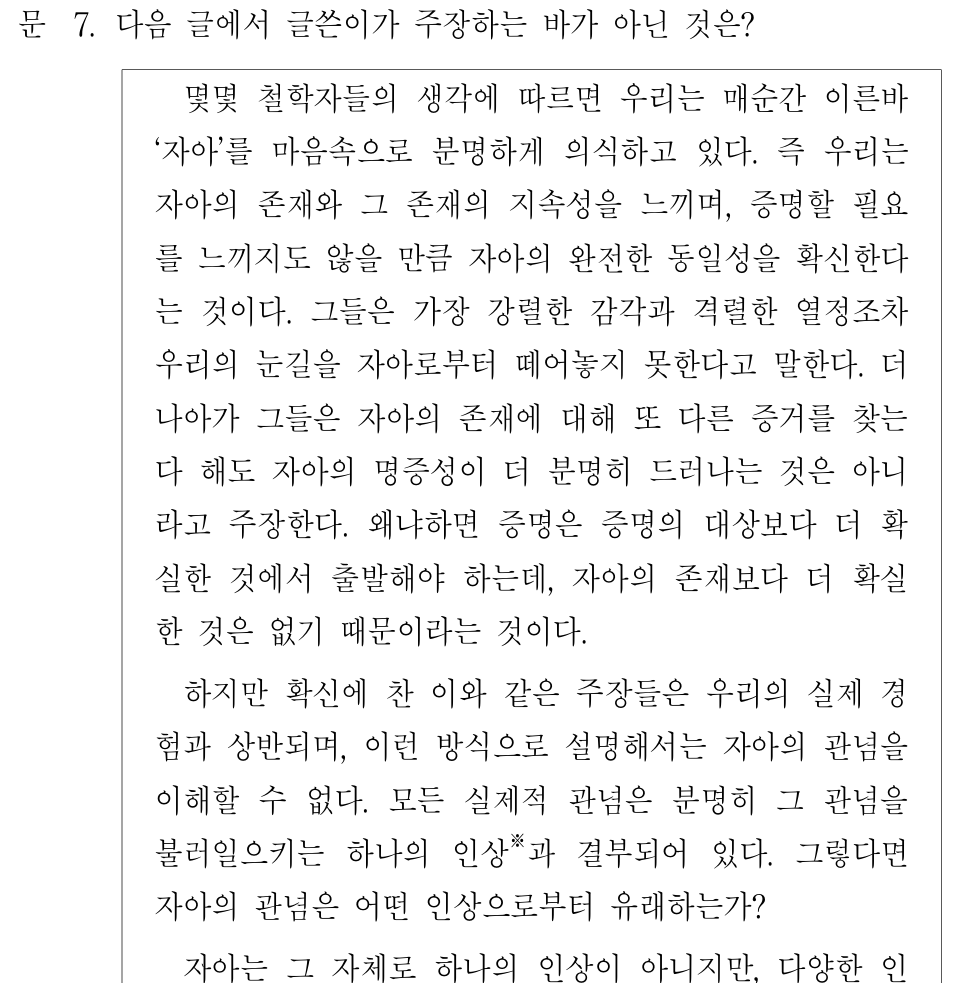 문 7. 다음 글에서 글쓴이가 주장하는 바가 아닌 것은?
몇몇 철학자들의 생각에 따르면 우리는 매순간 이른바
‘자아’를 마음속으로 분명하게 의식하고 있다. 즉 우리는
자아의 존재와 그 존재의 지속성을 느끼며, 증명할 필요
를 느끼지도 않을 만큼 자아의 완전한 동일성을 확신한다
는 것이다. 그들은 가장 강렬한 감각과 격렬한 열정조차
우리의 눈길을 자아로부터 떼어놓지 못한다고 말한다. 더
나아가 그들은 자아의 존재에 대해 또 다른 증거를 찾는
다 해도 자아의 명증성이 더 분명히 드러나는 것은 아니
라고 주장한다. 왜냐하면 증명은 증명의 대상보다 더 확
실한 것에서 출발해야 하는데, 자아의 존재보다 더 확실
한 것은 없기 때문이라는 것이다.
하지만 확신에 찬 이와 같은 주장들은 우리의 실제 경
험과 상반되며, 이런 방식으로 설명해서는 자아의 관념을
이해할 수 없다. 모든 실제적 관념은 분명히 그 관념을
불러일으키는 하나의 인상※과 결부되어 있다. 그렇다면
자아의 관념은 어떤 인상으로부터 유래하는가?
자아는 그 자체로 하나의 인상이 아니지만, 다양한 인